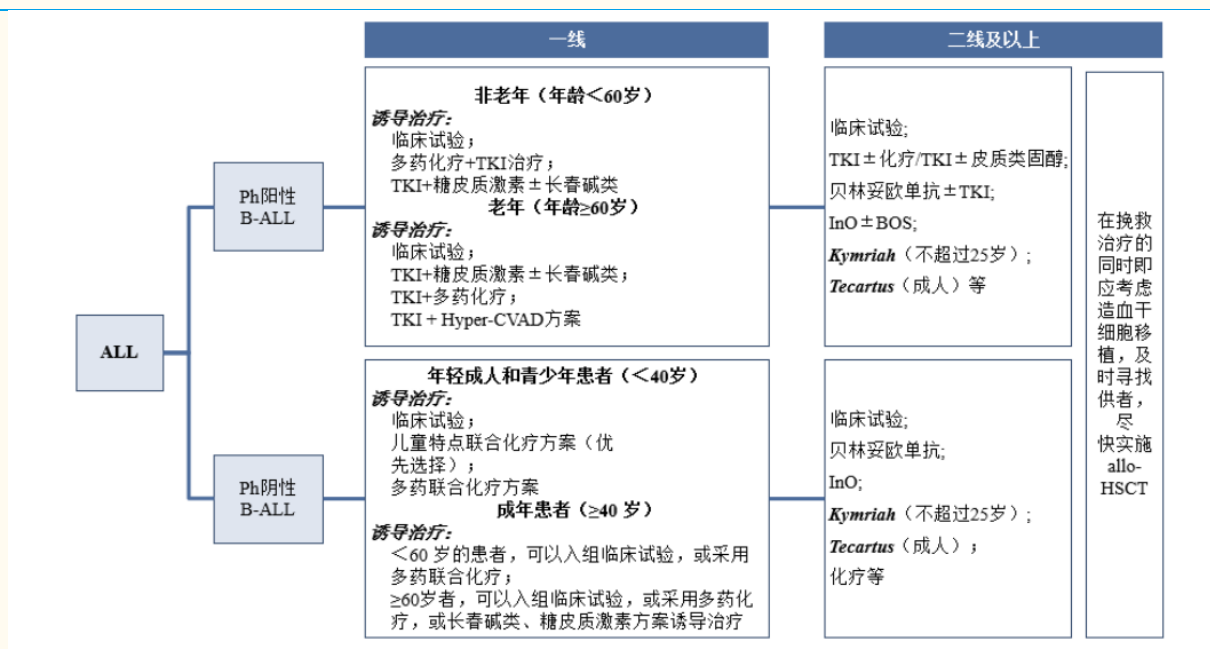 一线
二线及以上
ALL
Ph阳性
B-ALL
非老年（年龄＜60岁）
诱导治疗：
临床试验；
多药化疗+TKI治疗；
TKI+糖皮质激素±长春碱类
老年（年龄≥60岁）
诱导治疗：
临床试验；
TKI+糖皮质激素±长春碱类；
TKI+多药化疗；
TKI + Hyper-CVAD方案
临床试验;
TKI±化疗/TKI±皮质类固醇;
贝林妥欧单抗±TKI;
InO±BOS;
Kymriah（不超过25岁）;
Tecartus（成人）等
Ph阴性
B-ALL
年轻成人和青少年患者（＜40岁）
诱导治疗：
临床试验；
儿童特点联合化疗方案（优
先选择）；
多药联合化疗方案
成年患者（≥40 岁）
诱导治疗：
＜60 岁的患者，可以入组临床试验，或采用
多药联合化疗；
≥60岁者，可以入组临床试验，或采用多药化
疗，或长春碱类、糖皮质激素方案诱导治疗
临床试验;
贝林妥欧单抗;
InO;
Kymriah（不超过25岁）;
Tecartus（成人）；
化疗等
在挽救
治疗的
同时即
应考虑
造血干
细胞移
植，及
时寻找
供者，
尽
快实施
allo-
HSCT